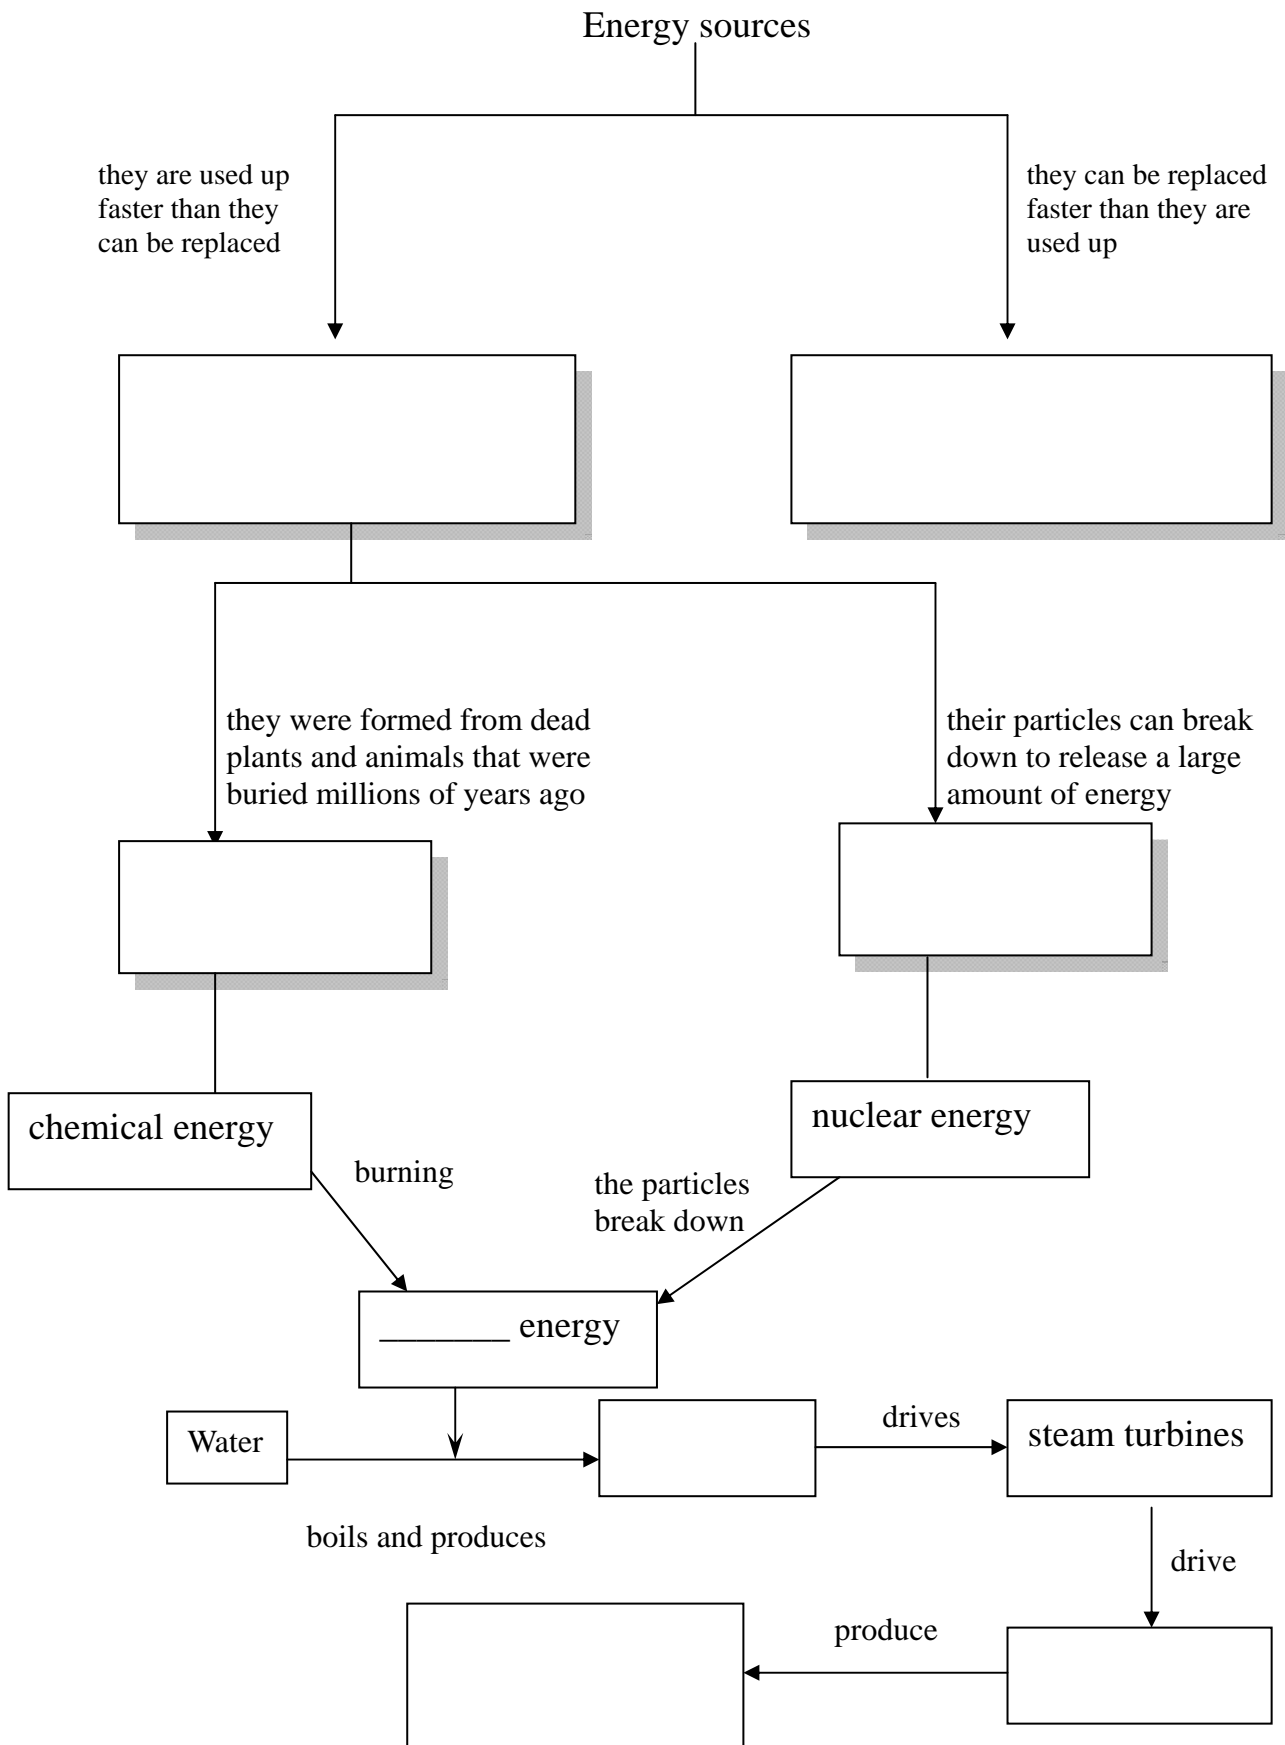 Energy sources
they are used up
faster than they
can be replaced
they can be replaced
faster than they are
used up
they were formed from dead
plants and animals that were
buried millions of years ago
their particles can break
down to release a large
amount of energy
chemical energy
nuclear energy
burning
the particles
break down
_______ energy
Water
drives
steam turbines
boils and produces
drive
produce